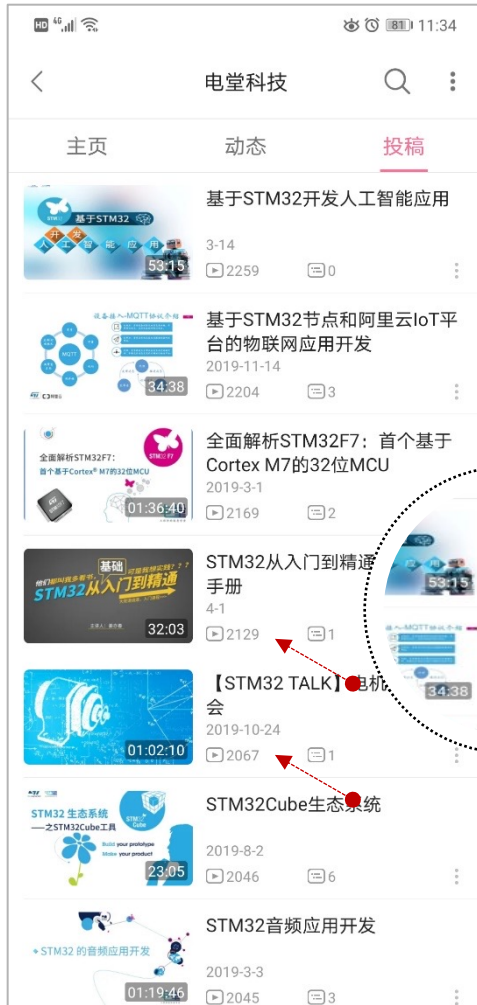 HD 4G 81 11:34
电堂科技
主页 动态 投稿
基于STM32
开发
人工智能应用
53:15
基于STM32开发人工智能应用
3-14
2259 0
设备接入-MQTT协议介绍
MQTT
34:38
基于STM32节点和阿里云IoT平
台的物联网应用开发
2019-11-14
2204 3
STM32 F7
全面解析STM32F7：
首个基于Cortex® M7的32位MCU
01:36:40
全面解析STM32F7：首个基于
Cortex M7的32位MCU
2019-3-1
2169 2
基础
STM32从入门到精通
32:03
STM32从入门到精通
手册
4-1
2129 1
01:02:10
【STM32 TALK】电机
会
2019-10-24
2067 1
STM32 生态系统
——之STM32Cube工具
STM32 Cube
Build your prototype
Make your product
23:05
STM32Cube生态系统
2019-8-2
2046 6
STM32 的音频应用开发
01:19:46
STM32音频应用开发
2019-3-3
2045 3
应用
53:15
接入-MQTT协议介绍
34:38